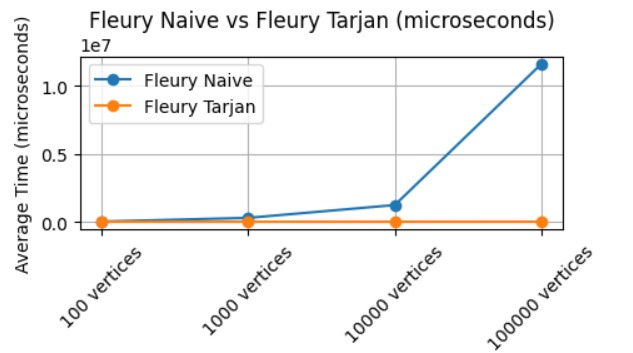 Fleury Naive vs Fleury Tarjan (microseconds)
1e7
Fleury Naive
Fleury Tarjan
Average Time (microseconds)
1.0
0.5
0.0
100 vertices
1000 vertices
10000 vertices
100000 vertices